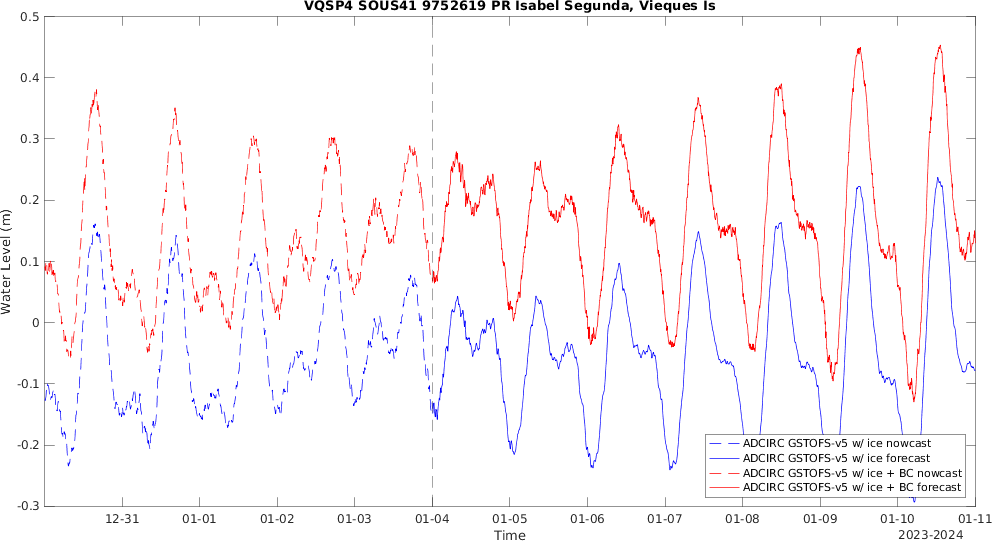 VQSP4 SOUS41 9752619 PR Isabel Segunda, Vieques Is
0.5
0.4
0.3
0.2
0.1
0
-0.1
-0.2
-0.3
Water Level (m)
ADCIRC GSTOFS-v5 w/ ice nowcast
ADCIRC GSTOFS-v5 w/ ice forecast
ADCIRC GSTOFS-v5 w/ ice + BC nowcast
ADCIRC GSTOFS-v5 w/ ice + BC forecast
12-31 01-01 01-02 01-03 01-04 01-05 01-06 01-07 01-08 01-09 01-10 01-11
Time
2023-2024